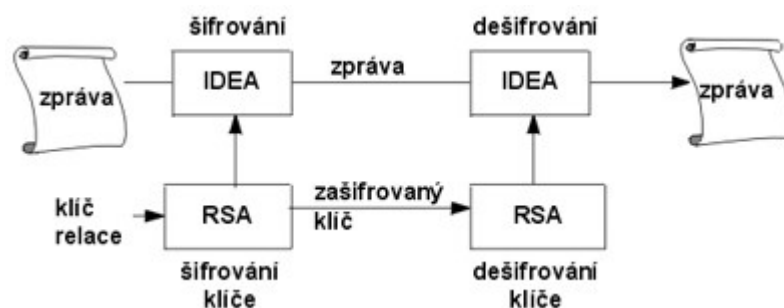 šifrování
dešifrování
zpráva
IDEA
zpráva
IDEA
zpráva
klíč
relace
RSA
zašifrovaný
klíč
RSA
šifrování
klíče
dešifrování
klíče